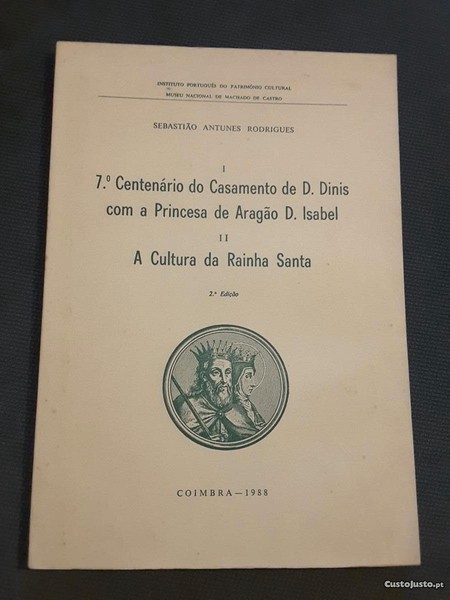 INSTITUTO PORTUGUÊS DO PATRIMÓNIO CULTURAL
MUSEU NACIONAL DE MACHADO DE CASTRO
SEBASTIÃO ANTUNES RODRIGUES
I
7.º Centenário do Casamento de D. Dinis
com a Princesa de Aragão D. Isabel
II
A Cultura da Rainha Santa
2.ª Edição
COIMBRA — 1988
CustoJusto.pt